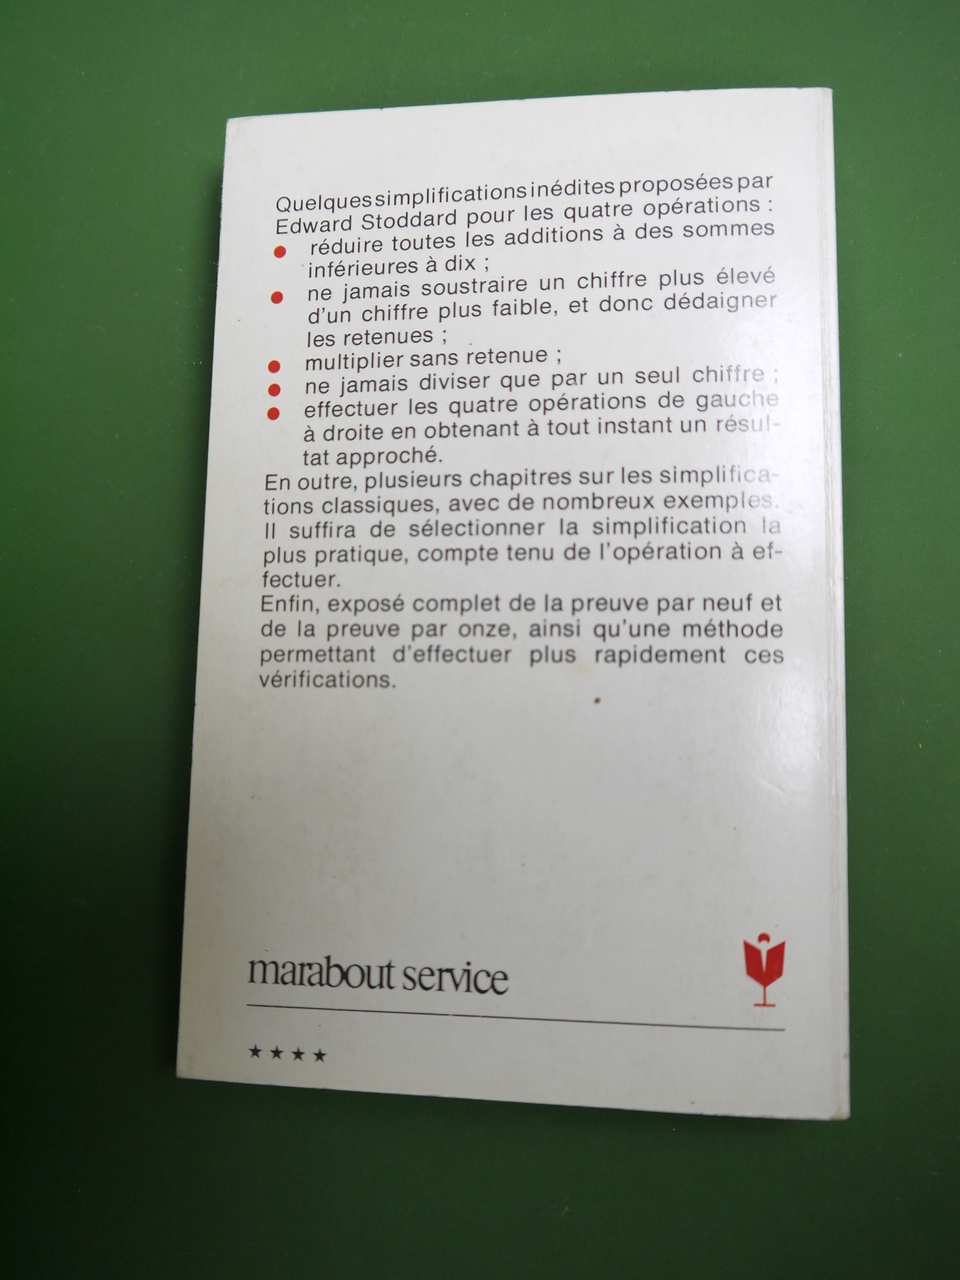 Quelques simplifications inédites proposées par
Edward Stoddard pour les quatre opérations :
● réduire toutes les additions à des sommes
inférieures à dix ;
● ne jamais soustraire un chiffre plus élevé
d'un chiffre plus faible, et donc dédaigner
les retenues ;
● multiplier sans retenue ;
● ne jamais diviser que par un seul chiffre ;
● effectuer les quatre opérations de gauche
à droite en obtenant à tout instant un résul-
tat approché.
En outre, plusieurs chapitres sur les simplifica-
tions classiques, avec de nombreux exemples.
Il suffira de sélectionner la simplification la
plus pratique, compte tenu de l'opération à ef-
fectuer.
Enfin, exposé complet de la preuve par neuf et
de la preuve par onze, ainsi qu'une méthode
permettant d'effectuer plus rapidement ces
vérifications.
marabout service
★ ★ ★ ★